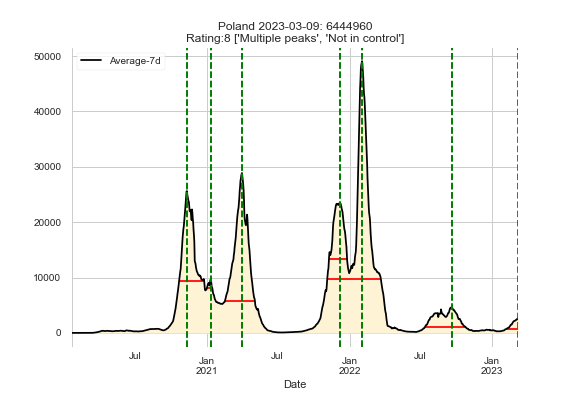 Poland 2023-03-09: 6444960
Rating:8 ['Multiple peaks', 'Not in control']
Average-7d
50000
40000
30000
20000
10000
0
Jul
Jan
2021
Jul
Jan
2022
Jul
Jan
2023
Date